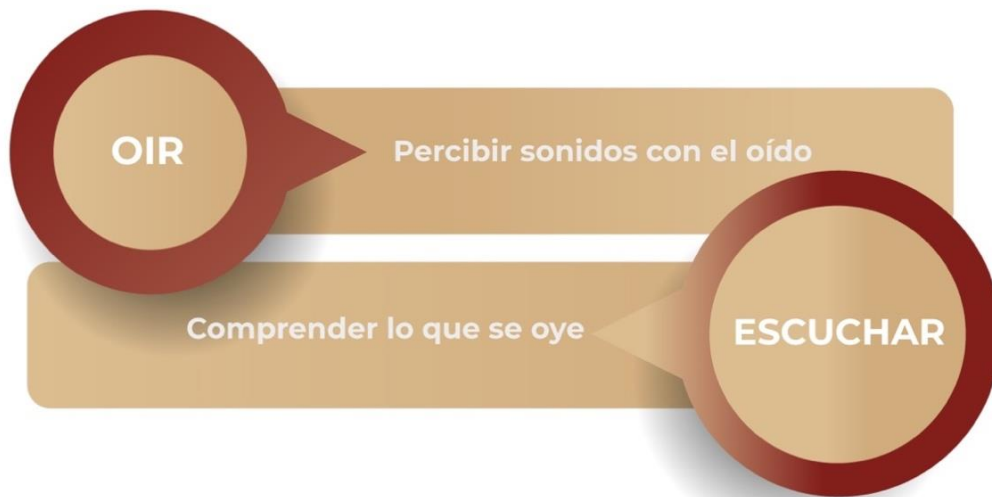 OIR
Percibir sonidos con el oído
Comprender lo que se oye
ESCUCHAR